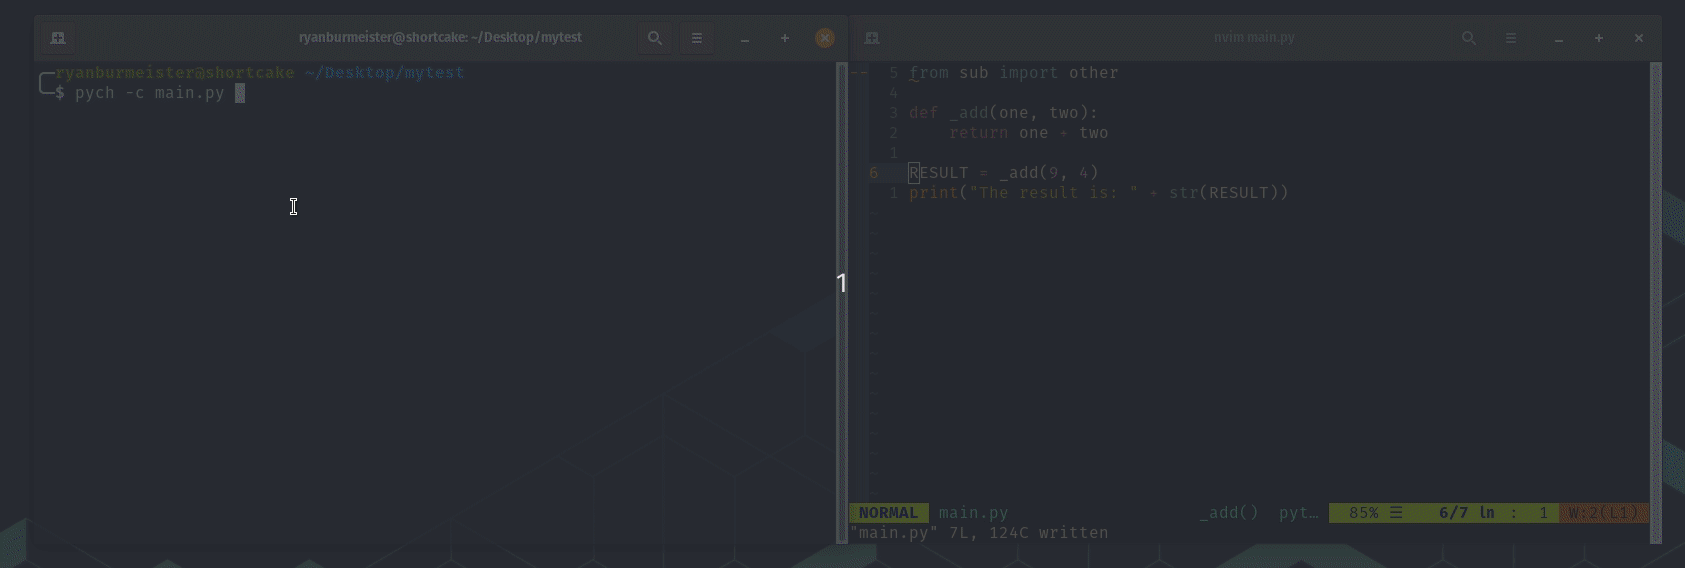 ryanburmeister@shortcake: ~/Desktop/mytest
ryanburmeister@shortcake ~/Desktop/mytest
$ pych -c main.py
1
nvim main.py
5 from sub import other
4
3 def _add(one, two):
2 return one + two
1
6 RESULT = _add(9, 4)
1 print("The result is: " + str(RESULT))
NORMAL main.py _add() pyt… 85% ☰ 6/7 ln : 1 W:2(L1)
"main.py" 7L, 124C written